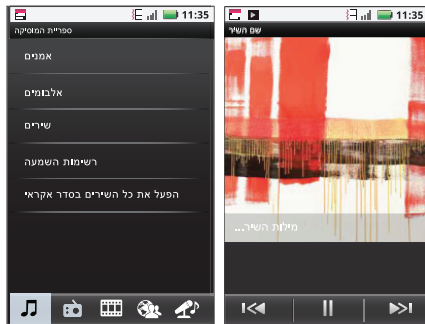 11:35
ספריית המוסיקה
אמנים
אלבומים
שירים
רשימות השמעה
הפעל את כל השירים בסדר אקראי
11:35
שם השיר
מילות השיר...